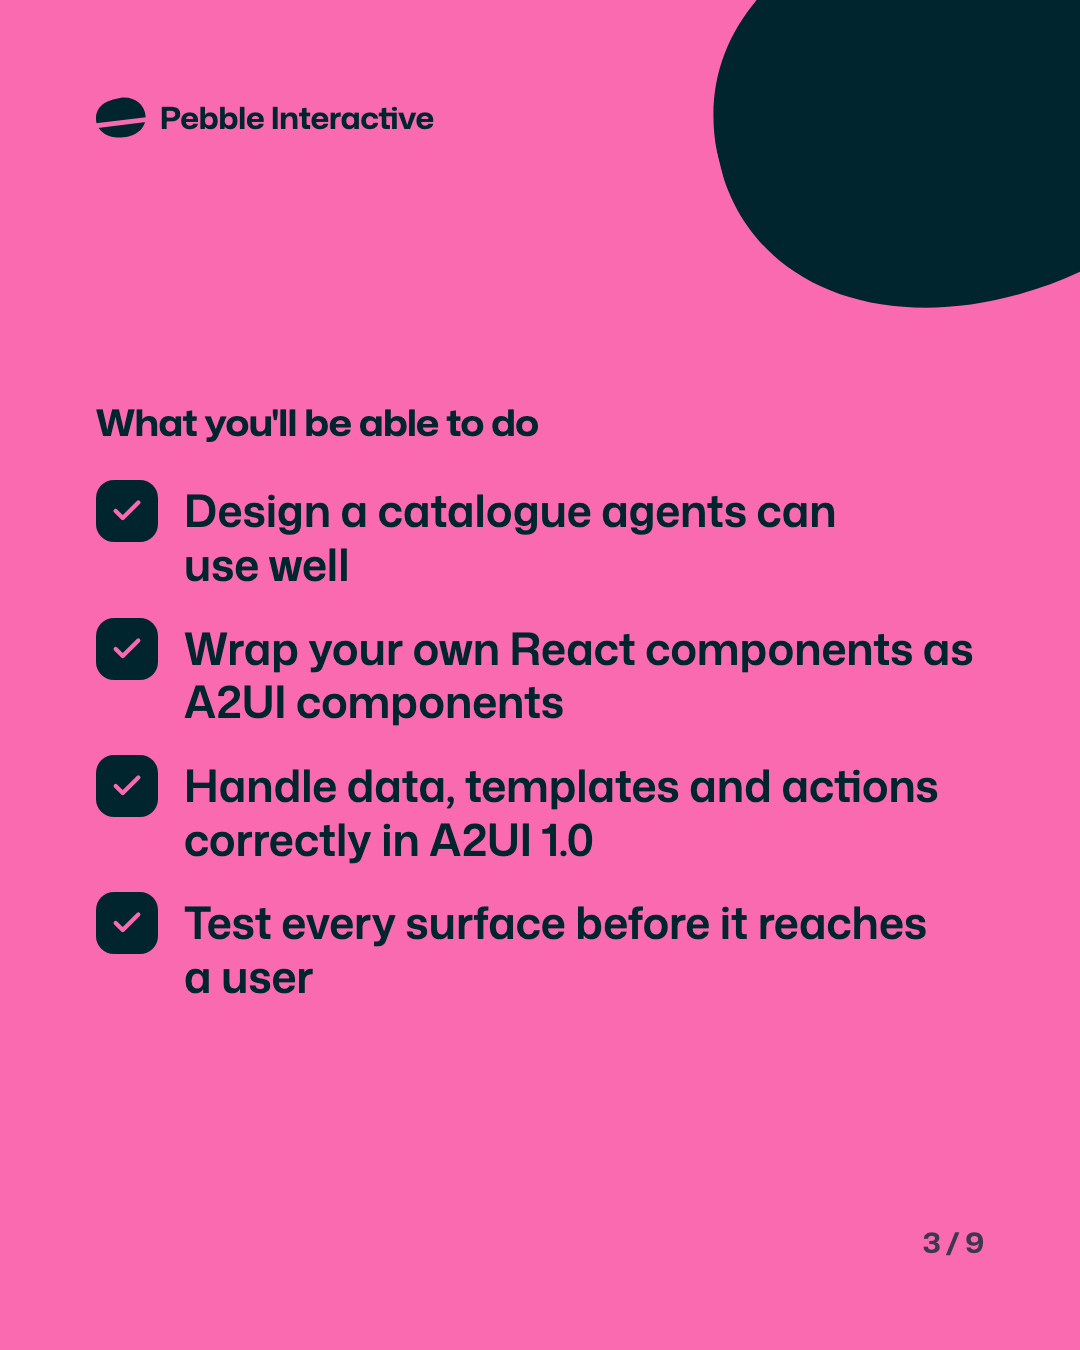 Pebble Interactive
What you'll be able to do
Design a catalogue agents can
use well
Wrap your own React components as
A2UI components
Handle data, templates and actions
correctly in A2UI 1.0
Test every surface before it reaches
a user
3 / 9